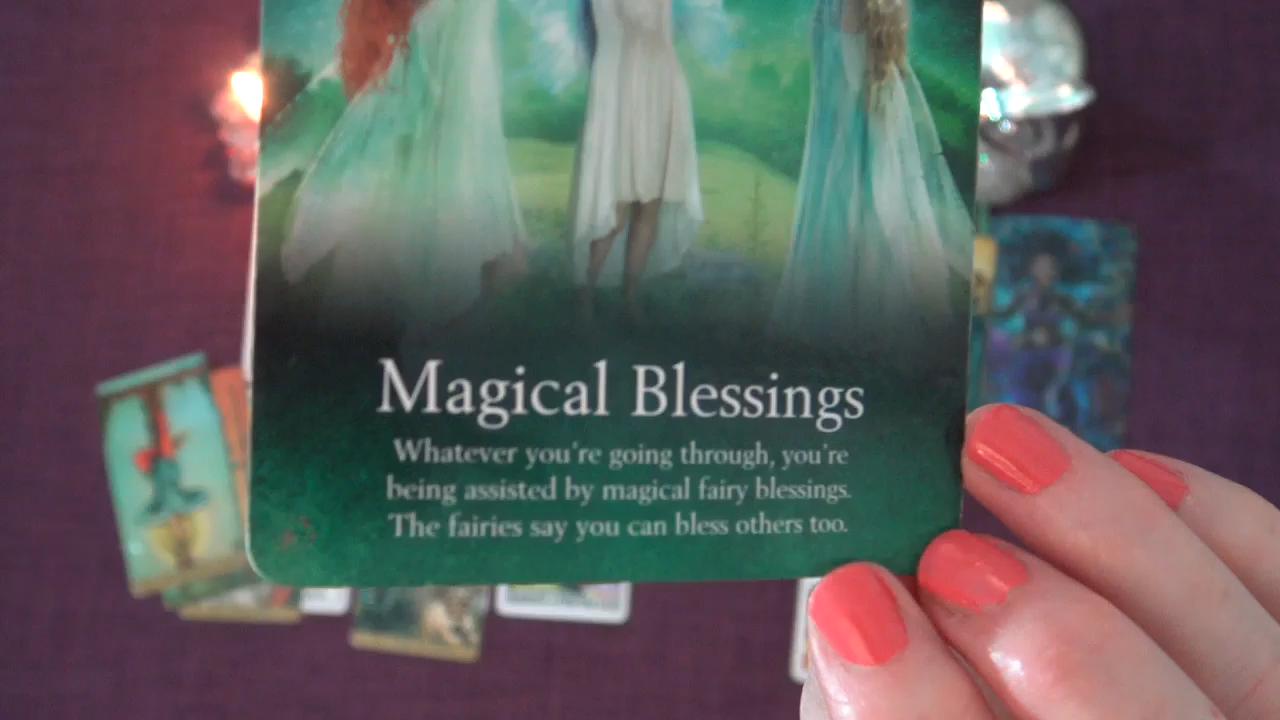 Magical Blessings
Whatever you're going through, you're
being assisted by magical fairy blessings.
The fairies say you can bless others too.